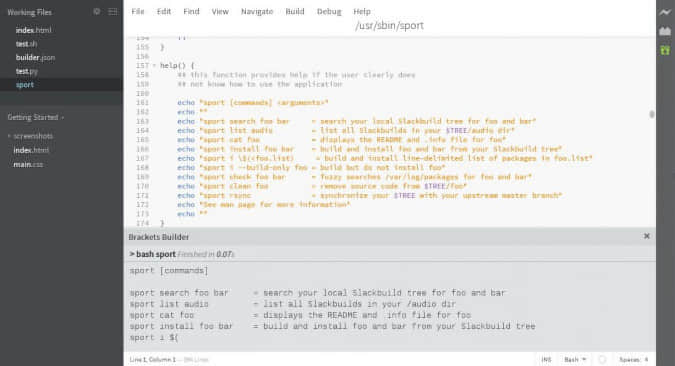 Working Files
index.html
test.sh
builder.json
test.py
sport
Getting Started
screenshots
index.html
main.css
File Edit Find View Navigate Build Debug Help
/usr/sbin/sport
154 ;;
155 }
156
157 help() {
158 ## this function provides help if the user clearly does
159 ## not know how to use the application
160
161 echo "sport [commands] <arguments>"
162 echo ""
163 echo "sport search foo bar = search your local Slackbuild tree for foo and bar"
164 echo "sport list audio = list all Slackbuilds in your $TREE/audio dir"
165 echo "sport cat foo = displays the README and .info file for foo"
166 echo "sport install foo bar = build and install foo and bar from your Slackbuild tree"
167 echo "sport i \$(<foo.list) = build and install line-delimited list of packages in foo.list"
168 echo "sport i --build-only foo = build but do not install foo"
169 echo "sport check foo bar = fuzzy searches /var/log/packages for foo and bar"
170 echo "sport clean foo = remove source code from $TREE/foo"
171 echo "sport rsync = synchronize your $TREE with your upstream master branch"
172 echo "See man page for more information"
173 echo ""
174 }
Brackets Builder
> bash sport Finished in 0.07s
sport [commands]
sport search foo bar = search your local Slackbuild tree for foo and bar
sport list audio = list all Slackbuilds in your /audio dir
sport cat foo = displays the README and .info file for foo
sport install foo bar = build and install foo and bar from your Slackbuild tree
sport i $(
Line 1, Column 1 — Lines INS Bash Spaces: 4